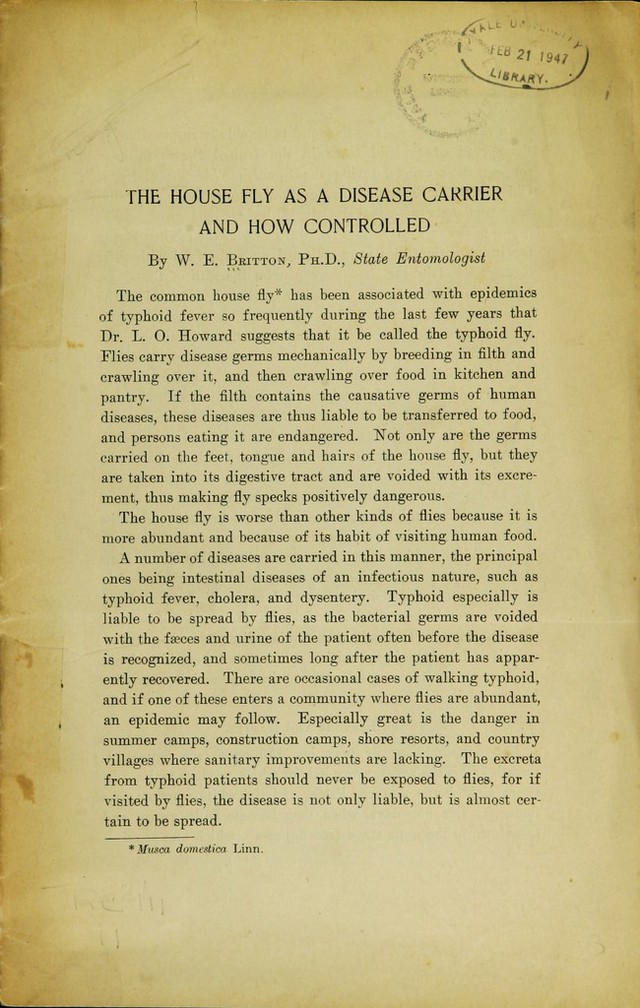 YALE UNIVERSITY
FEB 21 1947
LIBRARY.
THE HOUSE FLY AS A DISEASE CARRIER
AND HOW CONTROLLED
By W. E. Britton, Ph.D., State Entomologist
The common house fly* has been associated with epidemics
of typhoid fever so frequently during the last few years that
Dr. L. O. Howard suggests that it be called the typhoid fly.
Flies carry disease germs mechanically by breeding in filth and
crawling over it, and then crawling over food in kitchen and
pantry. If the filth contains the causative germs of human
diseases, these diseases are thus liable to be transferred to food,
and persons eating it are endangered. Not only are the germs
carried on the feet, tongue and hairs of the house fly, but they
are taken into its digestive tract and are voided with its excre-
ment, thus making fly specks positively dangerous.
The house fly is worse than other kinds of flies because it is
more abundant and because of its habit of visiting human food.
A number of diseases are carried in this manner, the principal
ones being intestinal diseases of an infectious nature, such as
typhoid fever, cholera, and dysentery. Typhoid especially is
liable to be spread by flies, as the bacterial germs are voided
with the fæces and urine of the patient often before the disease
is recognized, and sometimes long after the patient has appar-
ently recovered. There are occasional cases of walking typhoid,
and if one of these enters a community where flies are abundant,
an epidemic may follow. Especially great is the danger in
summer camps, construction camps, shore resorts, and country
villages where sanitary improvements are lacking. The excreta
from typhoid patients should never be exposed to flies, for if
visited by flies, the disease is not only liable, but is almost cer-
tain to be spread.
* Musca domestica Linn.